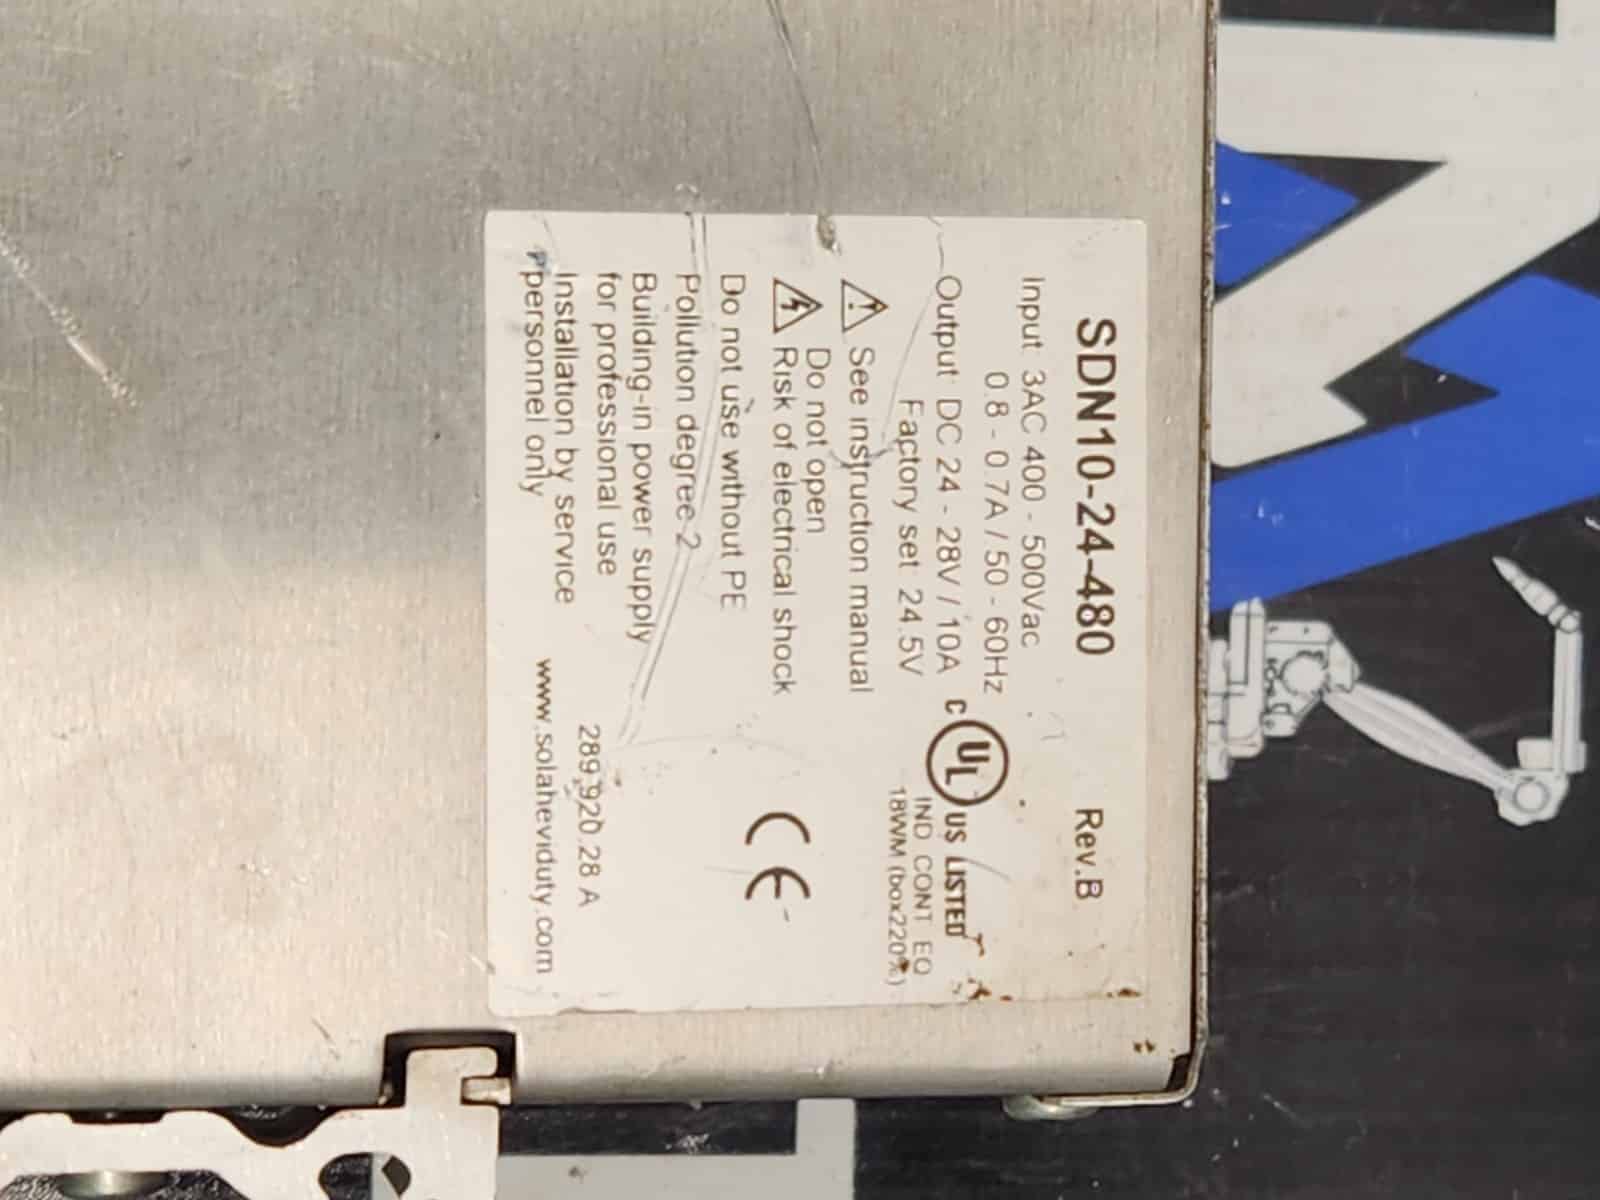 SDN10-24-480 Rev.B
Input 3AC 400 - 500Vac
0.8 - 0.7A / 50 - 60Hz
Output DC 24 - 28V / 10A
Factory set 24.5V
C UL US LISTED
IND CONT EQ
18WM (box220%)
See instruction manual
Do not open
Risk of electrical shock
Do not use without PE
Pollution degree 2
Building-in power supply
for professional use
Installation by service
personnel only
CE
289.920.28 A
www.solaheviduty.com